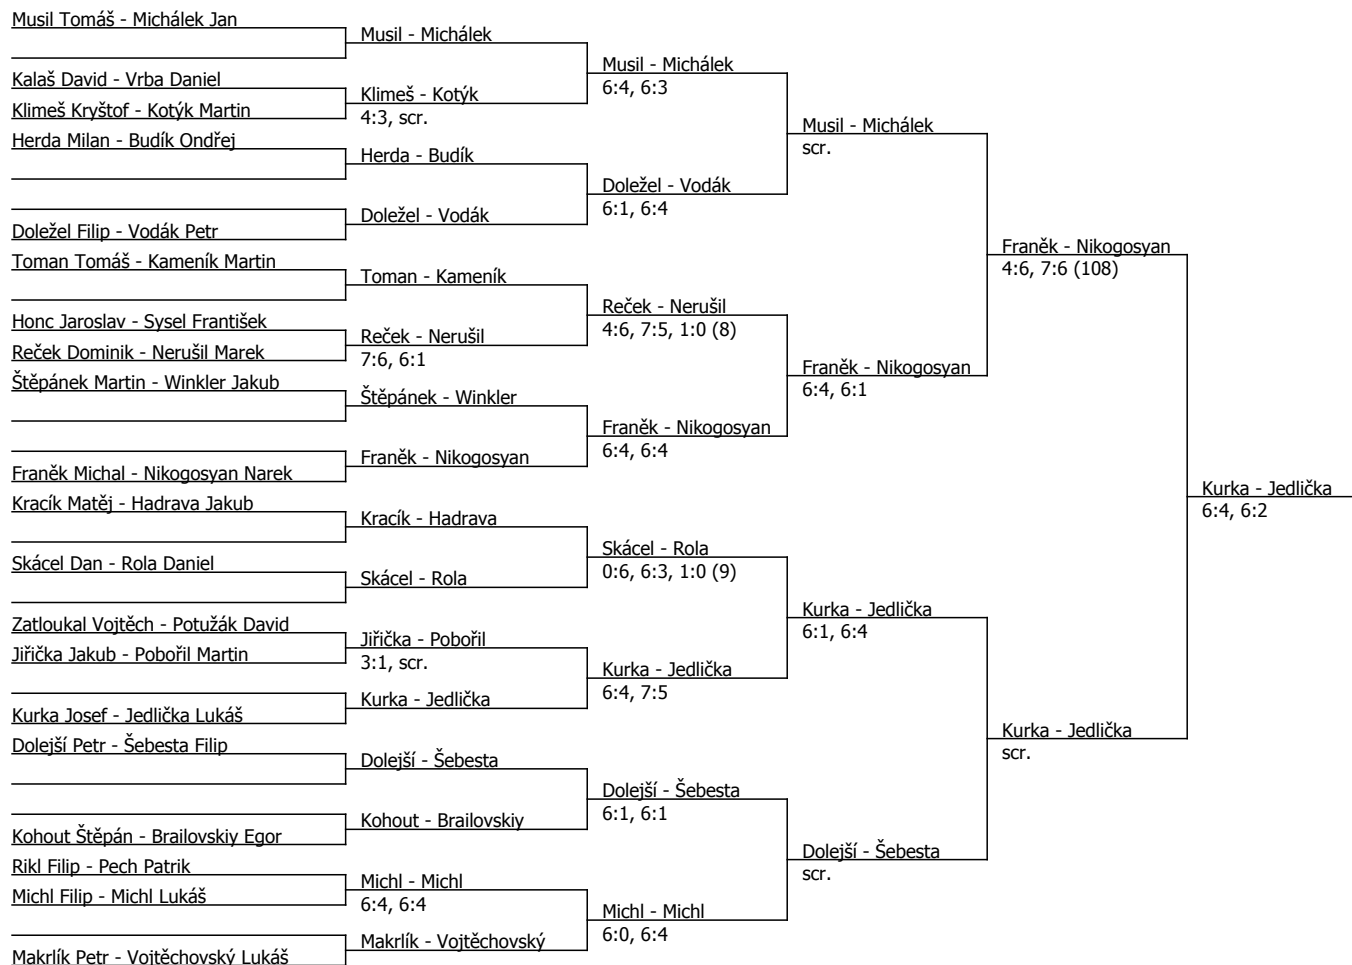 Musil Tomáš - Michálek Jan
Kalaš David - Vrba Daniel
Klimeš Kryštof - Kotýk Martin
Herda Milan - Budík Ondřej
Doležel Filip - Vodák Petr
Toman Tomáš - Kameník Martin
Honc Jaroslav - Sysel František
Reček Dominik - Nerušil Marek
Štěpánek Martin - Winkler Jakub
Franěk Michal - Nikogosyan Narek
Kracík Matěj - Hadrava Jakub
Skácel Dan - Rola Daniel
Zatloukal Vojtěch - Potužák David
Jiřička Jakub - Pobořil Martin
Kurka Josef - Jedlička Lukáš
Dolejší Petr - Šebesta Filip
Kohout Štěpán - Brailovskiy Egor
Rikl Filip - Pech Patrik
Michl Filip - Michl Lukáš
Makrlík Petr - Vojtěchovský Lukáš
Musil - Michálek
Klimeš - Kotýk
4:3, scr.
Herda - Budík
Doležel - Vodák
Toman - Kameník
Reček - Nerušil
7:6, 6:1
Štěpánek - Winkler
Franěk - Nikogosyan
Kracík - Hadrava
Skácel - Rola
Jiřička - Pobořil
3:1, scr.
Kurka - Jedlička
Dolejší - Šebesta
Kohout - Brailovskiy
Michl - Michl
6:4, 6:4
Makrlík - Vojtěchovský
Musil - Michálek
6:4, 6:3
Doležel - Vodák
6:1, 6:4
Reček - Nerušil
4:6, 7:5, 1:0 (8)
Franěk - Nikogosyan
6:4, 6:4
Skácel - Rola
0:6, 6:3, 1:0 (9)
Kurka - Jedlička
6:4, 7:5
Dolejší - Šebesta
6:1, 6:1
Michl - Michl
6:0, 6:4
Musil - Michálek
scr.
Franěk - Nikogosyan
6:4, 6:1
Kurka - Jedlička
6:1, 6:4
Dolejší - Šebesta
scr.
Franěk - Nikogosyan
4:6, 7:6 (108)
Kurka - Jedlička
scr.
Kurka - Jedlička
6:4, 6:2